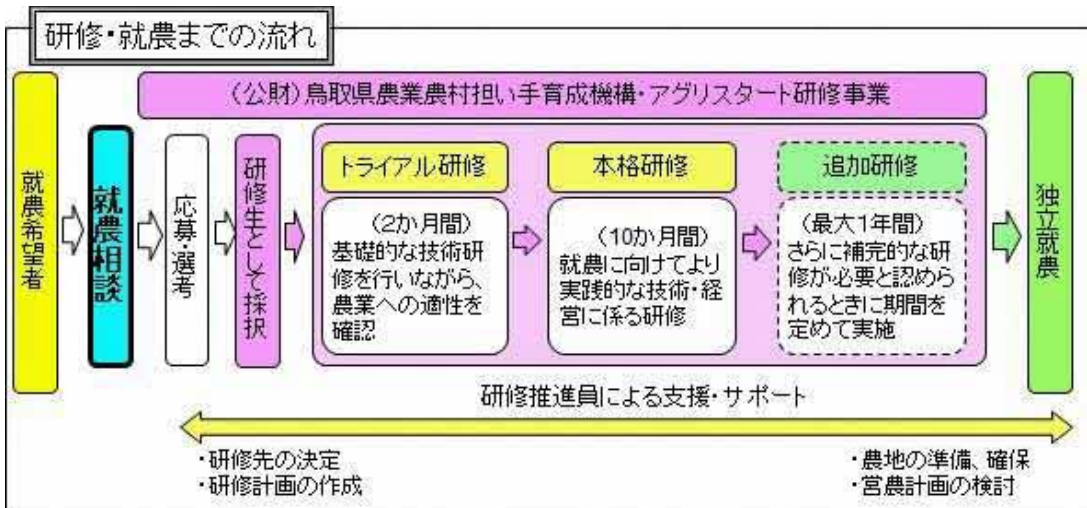 研修・就農までの流れ
(公財)鳥取県農業農村担い手育成機構・アグリスタート研修事業
就農希望者
就農相談
応募・選考
研修生として採択
トライアル研修
(2か月間)
基礎的な技術研
修を行いながら、
農業への適性を
確認
本格研修
(10か月間)
就農に向けてより
実践的な技術・経
営に係る研修
追加研修
(最大1年間)
さらに補完的な研
修が必要と認めら
れるときに期間を
定めて実施
独立就農
研修推進員による支援・サポート
・研修先の決定
・研修計画の作成
・農地の準備、確保
・営農計画の検討